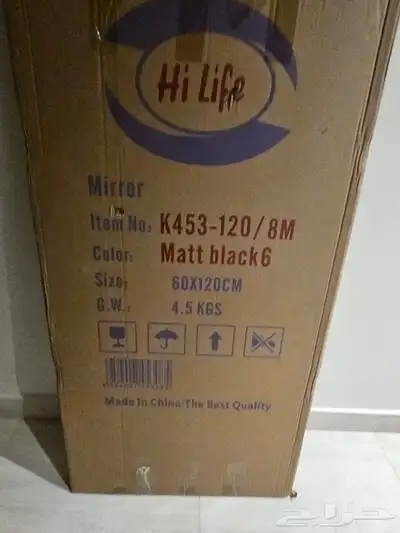 Hi Life
Mirror
Item No: K453-120/8M
Color: Matt black6
Size: 60X120CM
G.W.: 4.5 KGS
Made In China/The Best Quality
حراج